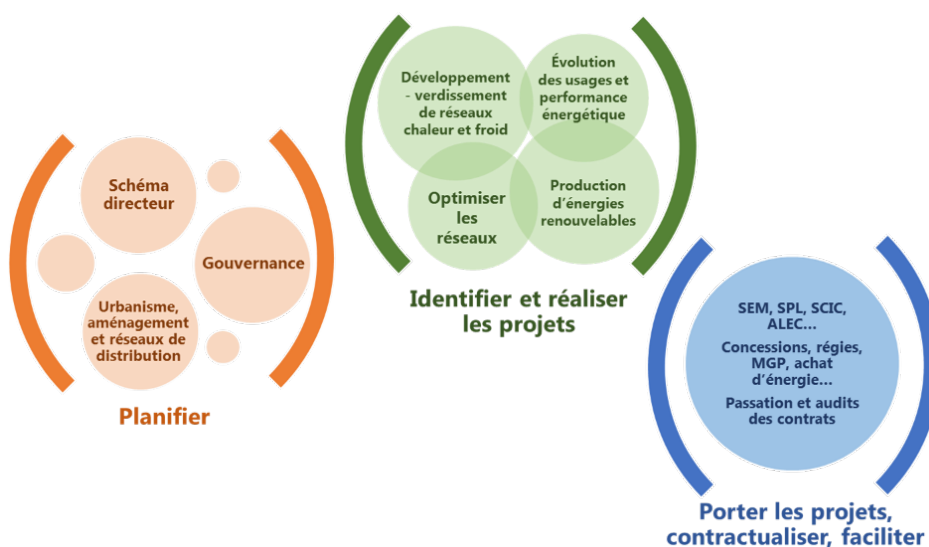 Schéma
directeur
Gouvernance
Urbanisme,
aménagement
et réseaux de
distribution
Planifier
Développement
- verdissement
de réseaux
chaleur et froid
Évolution
des usages et
performance
énergétique
Optimiser
les
réseaux
Production
d'énergies
renouvelables
Identifier et réaliser
les projets
SEM, SPL, SCIC,
ALEC...
Concessions, régies,
MGP, achat
d'énergie...
Passation et audits
des contrats
Porter les projets,
contractualiser, faciliter